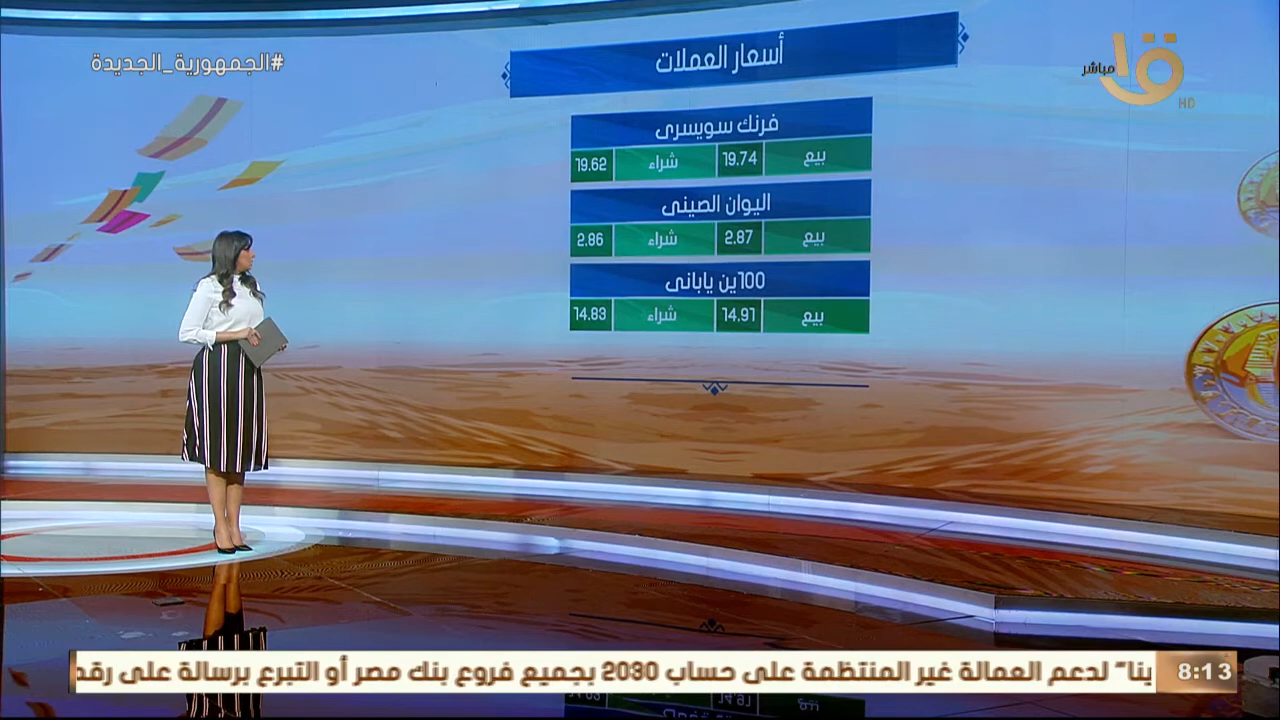 #الجمهورية_الجديدة
مباشر
HD
أسعار العملات
فرنك سويسرى
بيع 19.74 شراء 19.62
اليوان الصينى
بيع 2.87 شراء 2.86
100ين يابانى
بيع 14.91 شراء 14.83
8:13
ينا" لدعم العمالة غير المنتظمة على حساب 2030 بجميع فروع بنك مصر أو التبرع برسالة على رقم